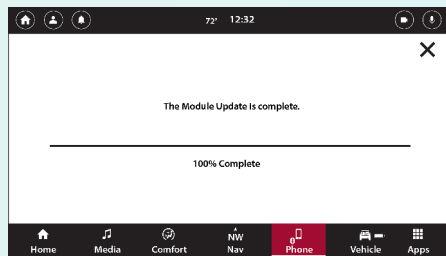 72° 12:32
The Module Update is complete.
100% Complete
NW
Home Media Comfort Nav Phone Vehicle Apps